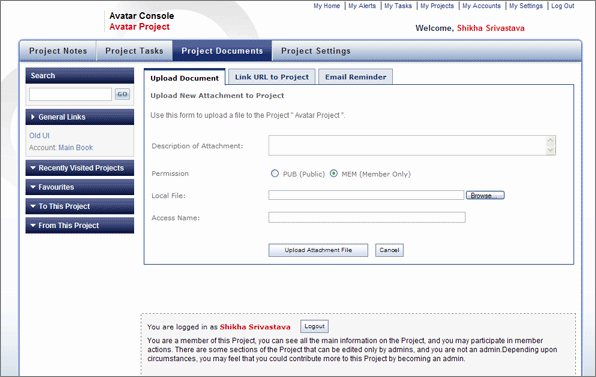 My Home | My Alerts | My Tasks | My Projects | My Accounts | My Settings | Log Out
Avatar Console
Avatar Project
Welcome, Shikha Srivastava
Project Notes
Project Tasks
Project Documents
Project Settings
Search
GO
General Links
Old UI
Account: Main Book
Recently Visited Projects
Favourites
To This Project
From This Project
Upload Document
Link URL to Project
Email Reminder
Upload New Attachment to Project
Use this form to upload a file to the Project " Avatar Project ".
Description of Attachment:
Permission PUB (Public) MEM (Member Only)
Local File: Browse...
Access Name:
Upload Attachment File Cancel
You are logged in as Shikha Srivastava Logout
You are a member of this Project, you can see all the main information on the Project, and you may participate in member
actions. There are some sections of the Project that can be edited only by admins, and you are not an admin.Depending upon
circumstances, you may feel that you could contribute more to this Project by becoming an admin.